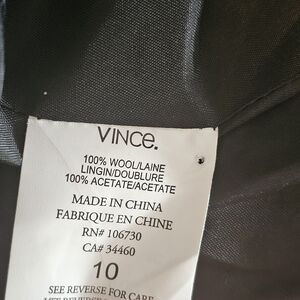 VINCE.
100% WOOL/LAINE
LINGIN/DOUBLURE
100% ACETATE/ACETATE
MADE IN CHINA
FABRIQUE EN CHINE
RN# 106730
CA# 34460
10
SEE REVERSE FOR CARE